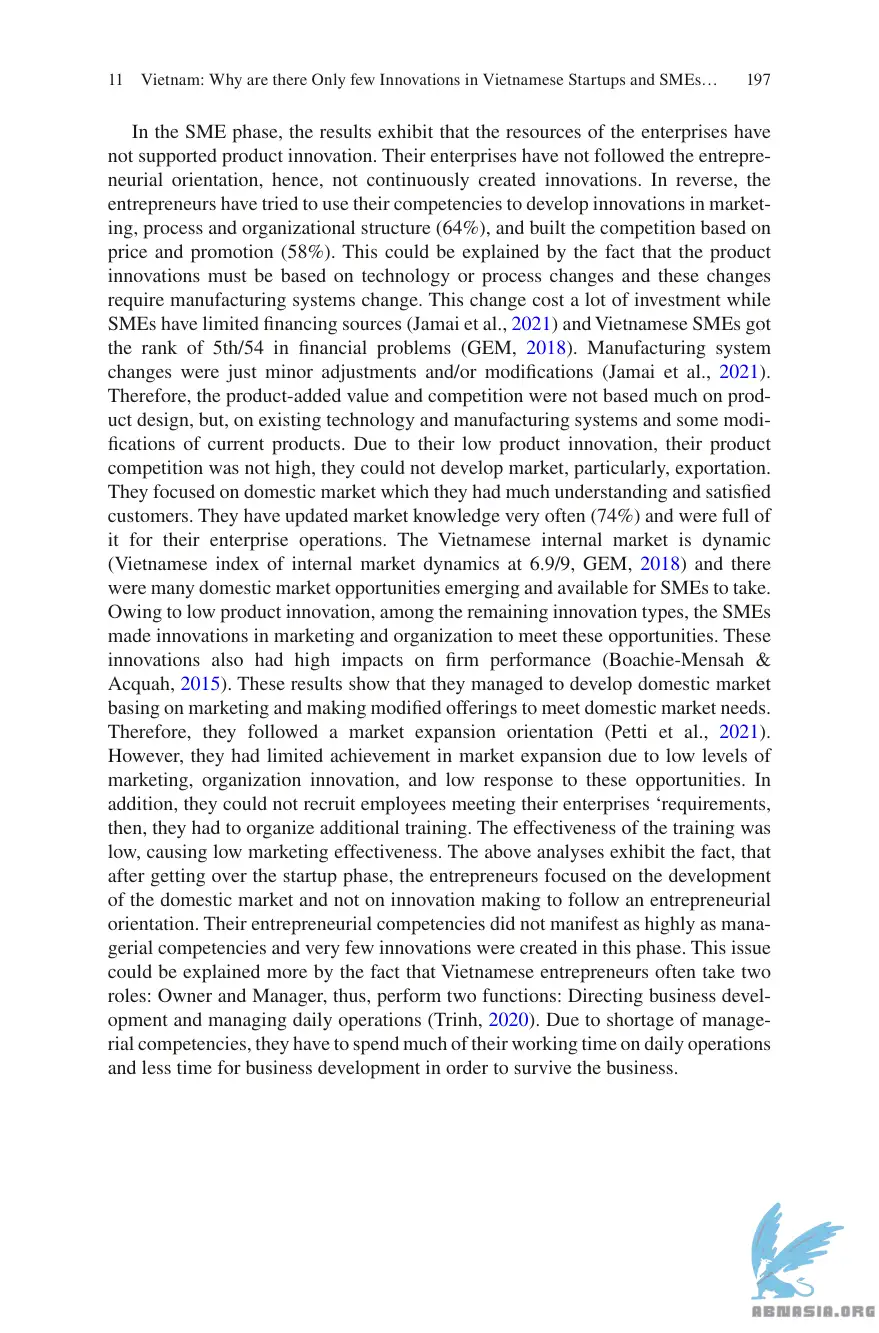 11 Vietnam: Why are there Only few Innovations in Vietnamese Startups and SMEs… 197
In the SME phase, the results exhibit that the resources of the enterprises have
not supported product innovation. Their enterprises have not followed the entrepre-
neurial orientation, hence, not continuously created innovations. In reverse, the
entrepreneurs have tried to use their competencies to develop innovations in market-
ing, process and organizational structure (64%), and built the competition based on
price and promotion (58%). This could be explained by the fact that the product
innovations must be based on technology or process changes and these changes
require manufacturing systems change. This change cost a lot of investment while
SMEs have limited financing sources (Jamai et al., 2021) and Vietnamese SMEs got
the rank of 5th/54 in financial problems (GEM, 2018). Manufacturing system
changes were just minor adjustments and/or modifications (Jamai et al., 2021).
Therefore, the product-added value and competition were not based much on prod-
uct design, but, on existing technology and manufacturing systems and some modi-
fications of current products. Due to their low product innovation, their product
competition was not high, they could not develop market, particularly, exportation.
They focused on domestic market which they had much understanding and satisfied
customers. They have updated market knowledge very often (74%) and were full of
it for their enterprise operations. The Vietnamese internal market is dynamic
(Vietnamese index of internal market dynamics at 6.9/9, GEM, 2018) and there
were many domestic market opportunities emerging and available for SMEs to take.
Owing to low product innovation, among the remaining innovation types, the SMEs
made innovations in marketing and organization to meet these opportunities. These
innovations also had high impacts on firm performance (Boachie-Mensah &
Acquah, 2015). These results show that they managed to develop domestic market
basing on marketing and making modified offerings to meet domestic market needs.
Therefore, they followed a market expansion orientation (Petti et al., 2021).
However, they had limited achievement in market expansion due to low levels of
marketing, organization innovation, and low response to these opportunities. In
addition, they could not recruit employees meeting their enterprises ‘requirements,
then, they had to organize additional training. The effectiveness of the training was
low, causing low marketing effectiveness. The above analyses exhibit the fact, that
after getting over the startup phase, the entrepreneurs focused on the development
of the domestic market and not on innovation making to follow an entrepreneurial
orientation. Their entrepreneurial competencies did not manifest as highly as mana-
gerial competencies and very few innovations were created in this phase. This issue
could be explained more by the fact that Vietnamese entrepreneurs often take two
roles: Owner and Manager, thus, perform two functions: Directing business devel-
opment and managing daily operations (Trinh, 2020). Due to shortage of manage-
rial competencies, they have to spend much of their working time on daily operations
and less time for business development in order to survive the business.
ABNASIA.ORG